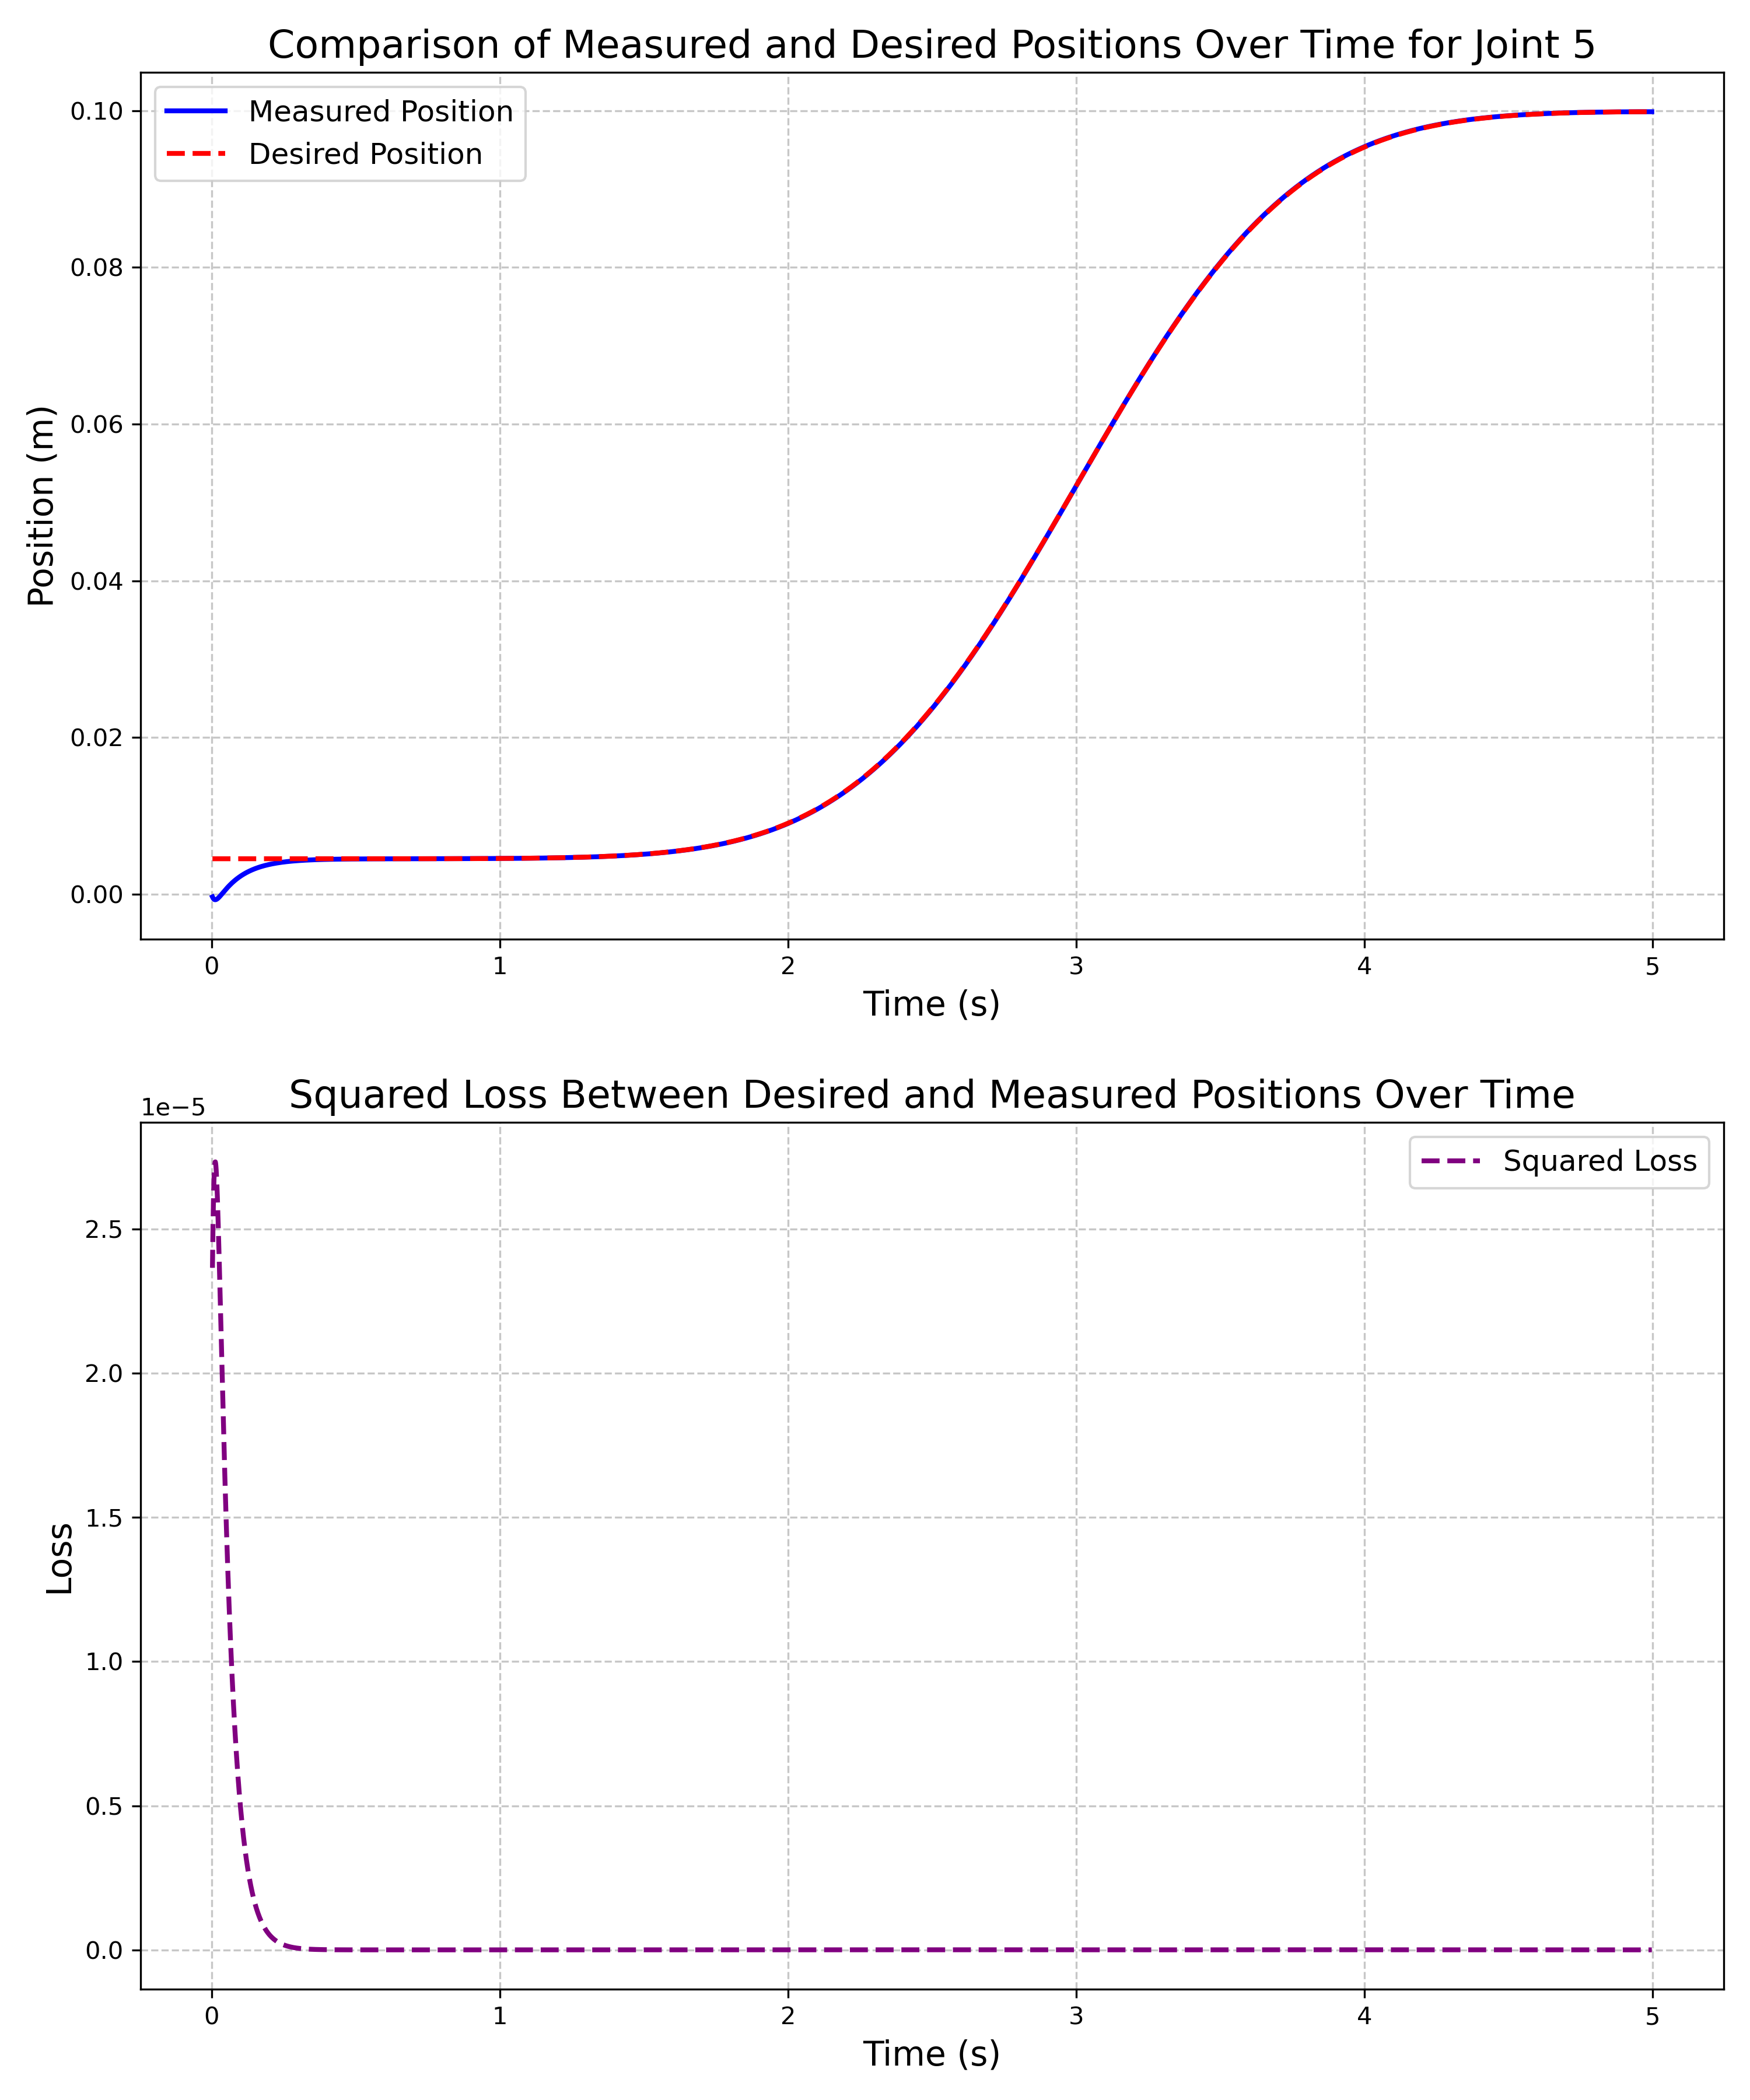 Comparison of Measured and Desired Positions Over Time for Joint 5
Measured Position
Desired Position
0.10
0.08
0.06
0.04
0.02
0.00
Position (m)
0 1 2 3 4 5
Time (s)
Squared Loss Between Desired and Measured Positions Over Time
1e−5
Squared Loss
2.5
2.0
1.5
1.0
0.5
0.0
Loss
0 1 2 3 4 5
Time (s)